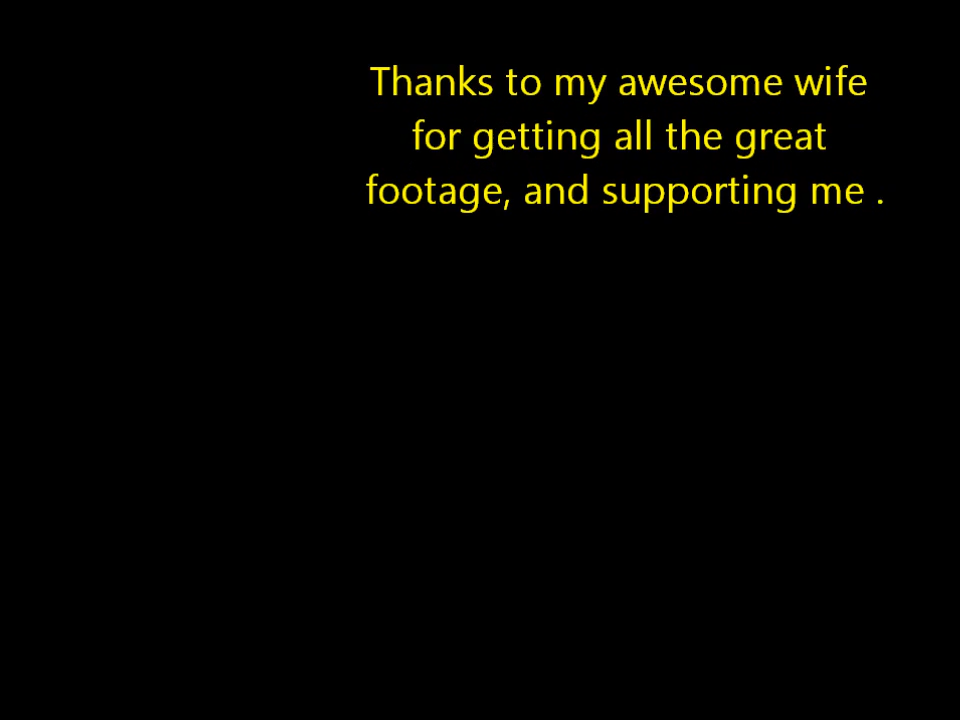 Thanks to my awesome wife
for getting all the great
footage, and supporting me .